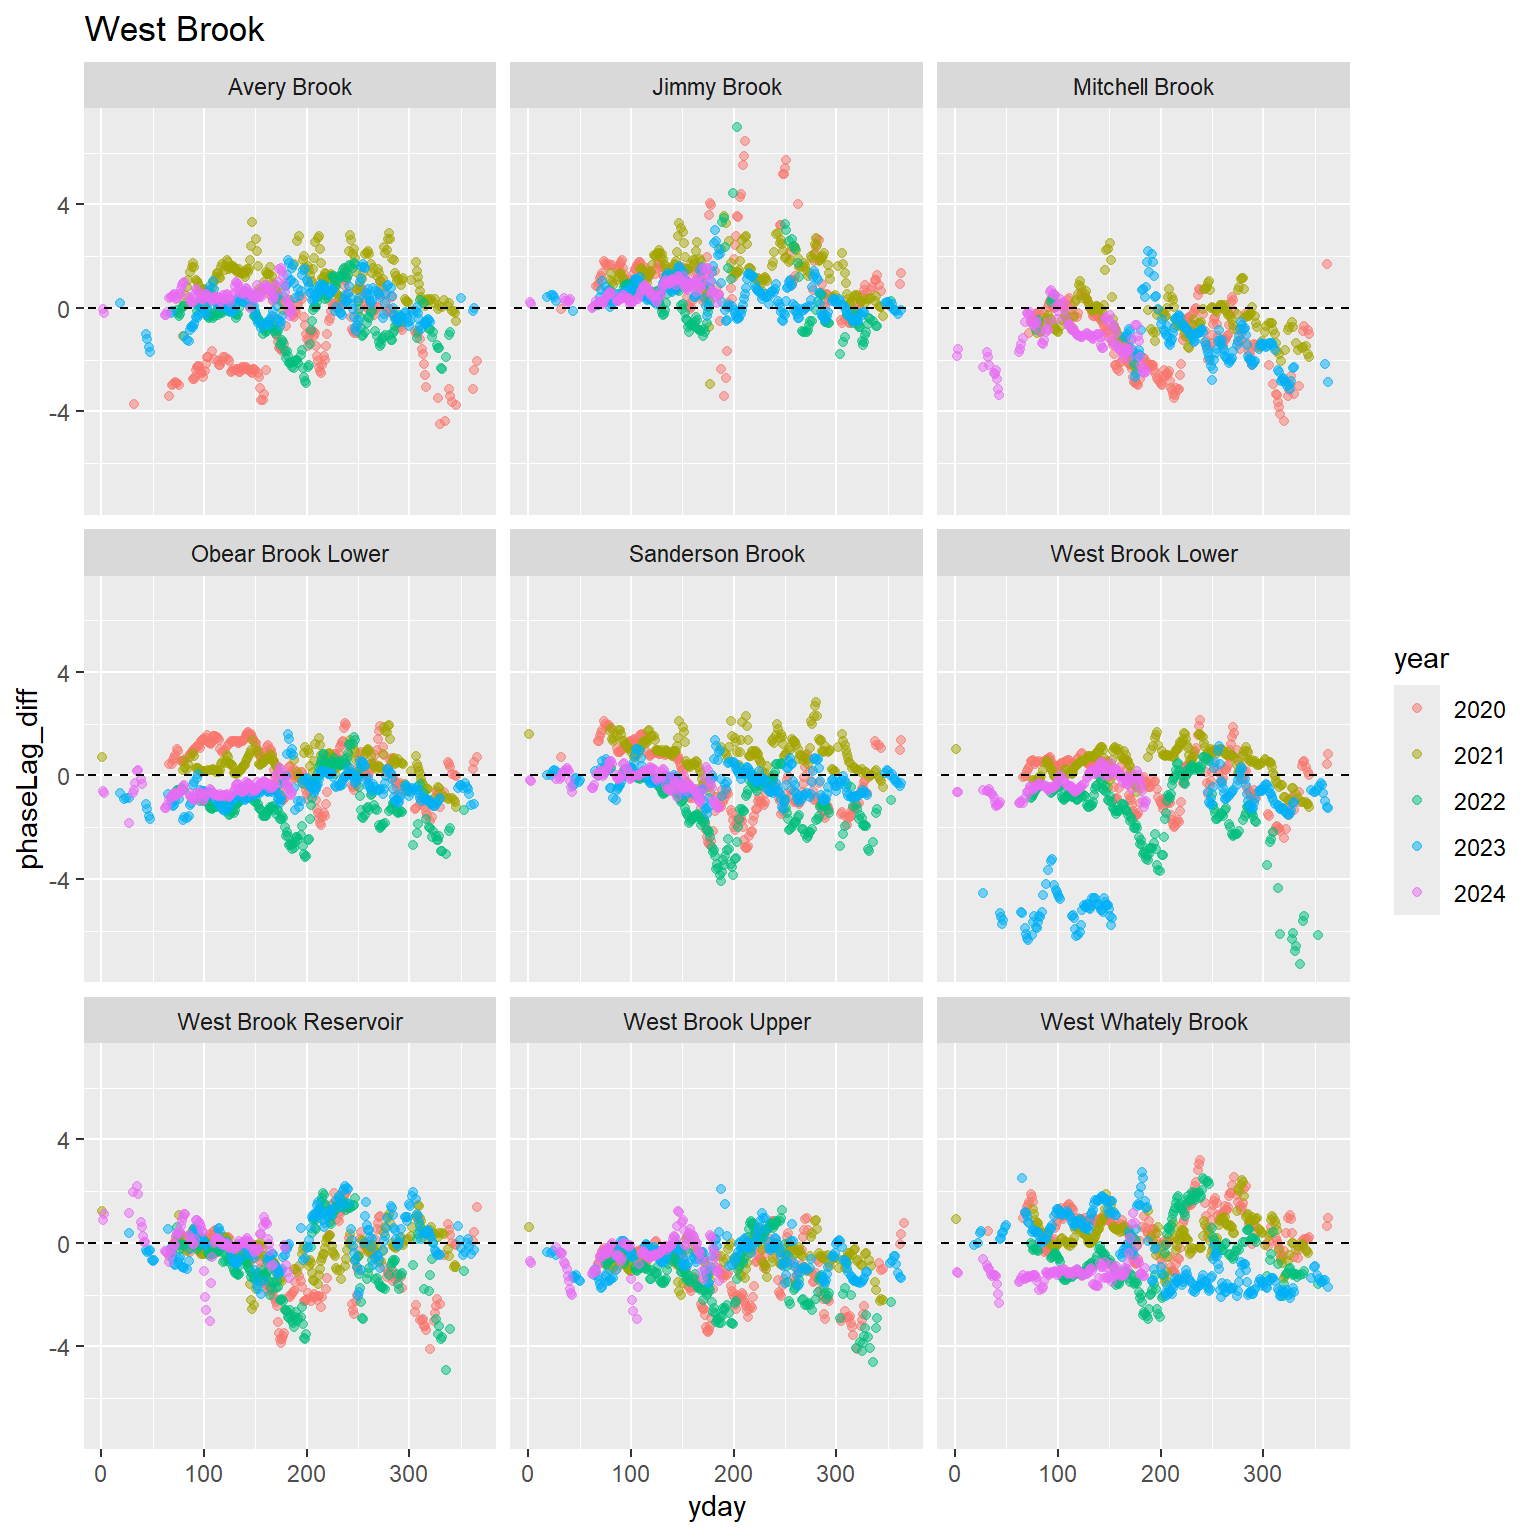 West Brook
Avery Brook
Jimmy Brook
Mitchell Brook
4
0
-4
Obear Brook Lower
Sanderson Brook
West Brook Lower
4
0
-4
West Brook Reservoir
West Brook Upper
West Whately Brook
4
0
-4
0 100 200 300
0 100 200 300
0 100 200 300
yday
phaseLag_diff
year
2020
2021
2022
2023
2024